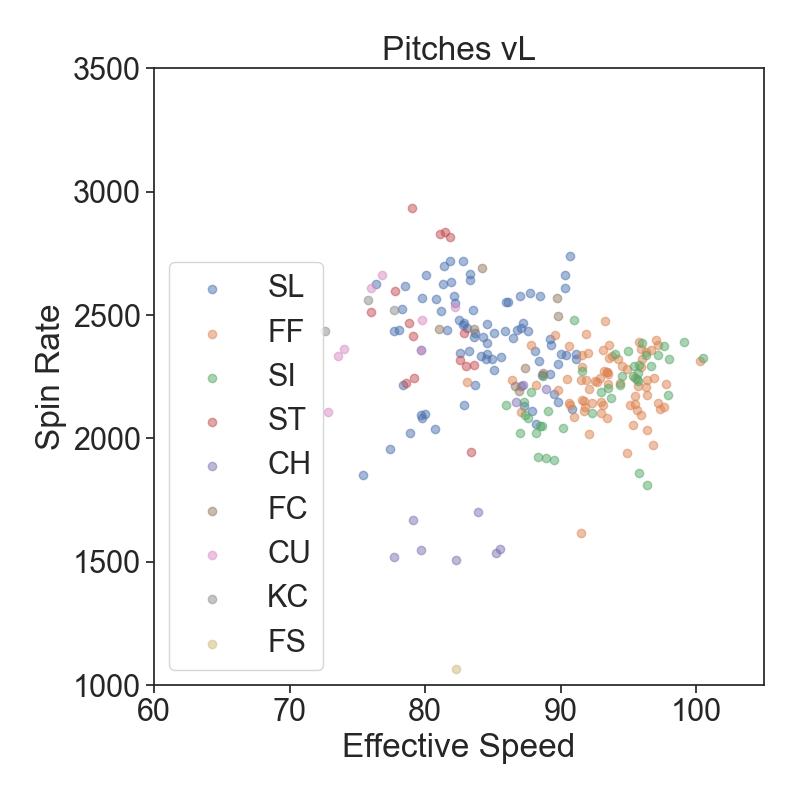 Pitches vL
3500
3000
2500
2000
1500
1000
Spin Rate
SL
FF
SI
ST
CH
FC
CU
KC
FS
60 70 80 90 100
Effective Speed